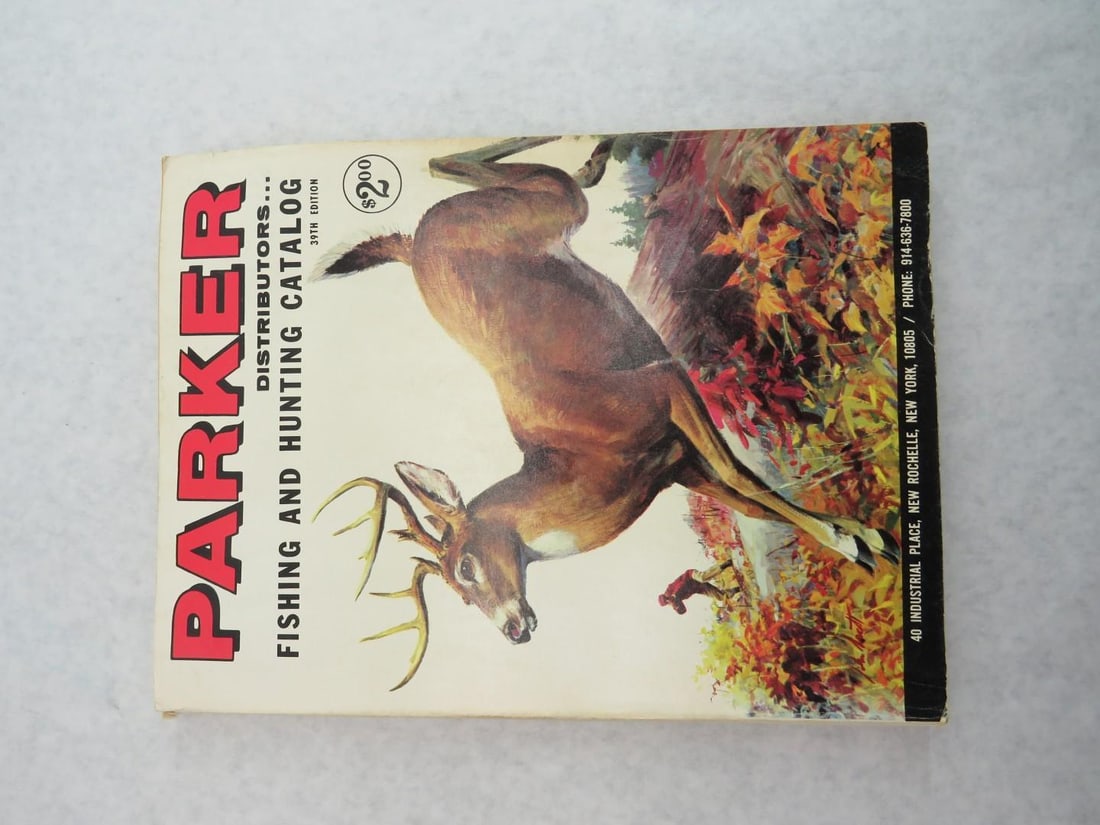 PARKER
DISTRIBUTORS...
FISHING AND HUNTING CATALOG
39TH EDITION
$2.00
40 INDUSTRIAL PLACE, NEW ROCHELLE, NEW YORK, 10805 / PHONE: 914-636-7800